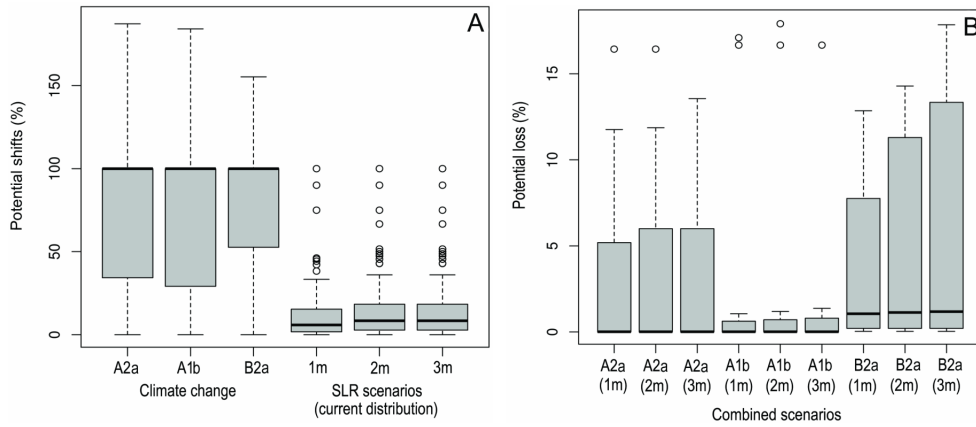 A
Potential shifts (%)
150
100
50
0
A2a A1b B2a 1m 2m 3m
Climate change SLR scenarios
(current distribution)
B
Potential loss (%)
15
10
5
0
A2a A2a A2a A1b A1b A1b B2a B2a B2a
(1m) (2m) (3m) (1m) (2m) (3m) (1m) (2m) (3m)
Combined scenarios